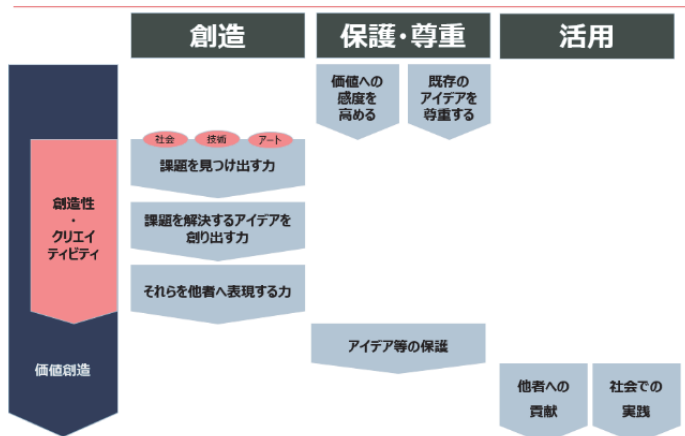 創造
保護・尊重
活用
価値への
感度を
高める
既存の
アイデアを
尊重する
社会
技術
アート
課題を見つけ出す力
創造性
・
クリエイ
ティビティ
課題を解決するアイデアを
創り出す力
それらを他者へ表現する力
アイデア等の保護
価値創造
他者への
貢献
社会での
実践